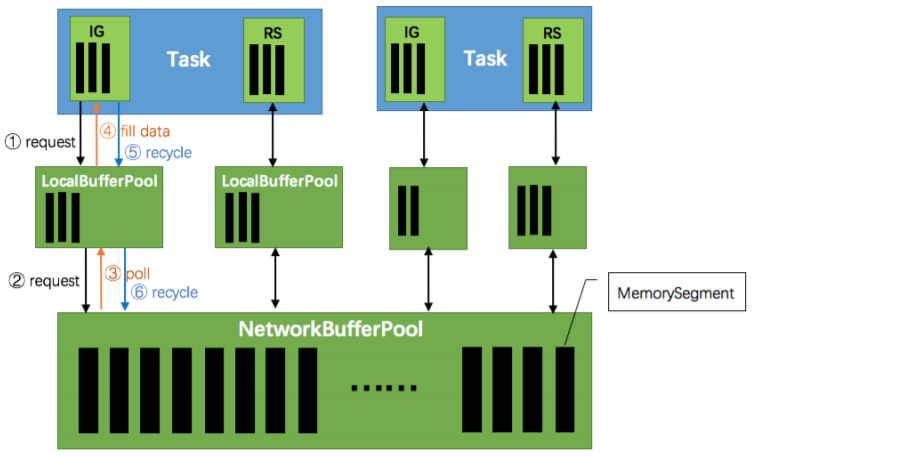 IG
RS
Task
IG
RS
Task
① request
④ fill data
⑤ recycle
LocalBufferPool
LocalBufferPool
② request
③ poll
⑥ recycle
MemorySegment
NetworkBufferPool
······